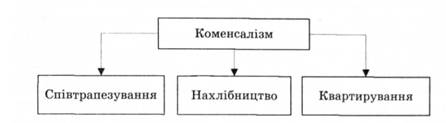 Коменсалізм
Співтрапезування
Нахлібництво
Квартирування